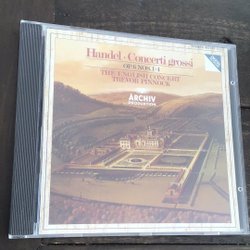 Handel · Concerti grossi
OP. 6 NOS. 1-4
THE ENGLISH CONCERT
TREVOR PINNOCK
ARCHIV
PRODUKTION